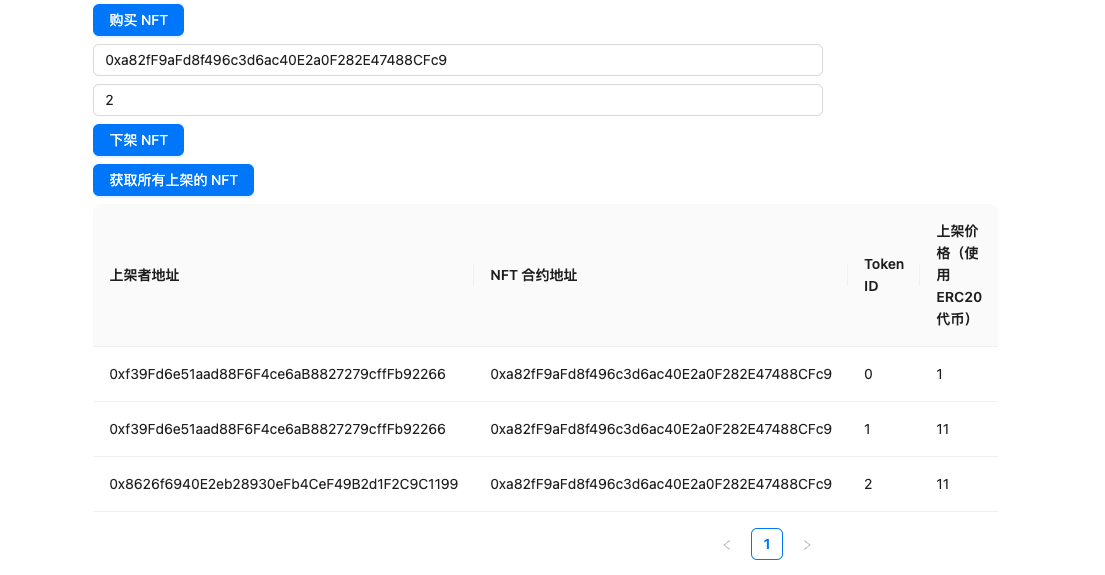 购买 NFT
0xa82fF9aFd8f496c3d6ac40E2a0F282E47488CFc9
2
下架 NFT
获取所有上架的 NFT
上架者地址
NFT 合约地址
Token
ID
上架价
格（使
用
ERC20
代币）
0xf39Fd6e51aad88F6F4ce6aB8827279cffFb92266 0xa82fF9aFd8f496c3d6ac40E2a0F282E47488CFc9 0 1
0xf39Fd6e51aad88F6F4ce6aB8827279cffFb92266 0xa82fF9aFd8f496c3d6ac40E2a0F282E47488CFc9 1 11
0x8626f6940E2eb28930eFb4CeF49B2d1F2C9C1199 0xa82fF9aFd8f496c3d6ac40E2a0F282E47488CFc9 2 11
< 1 >